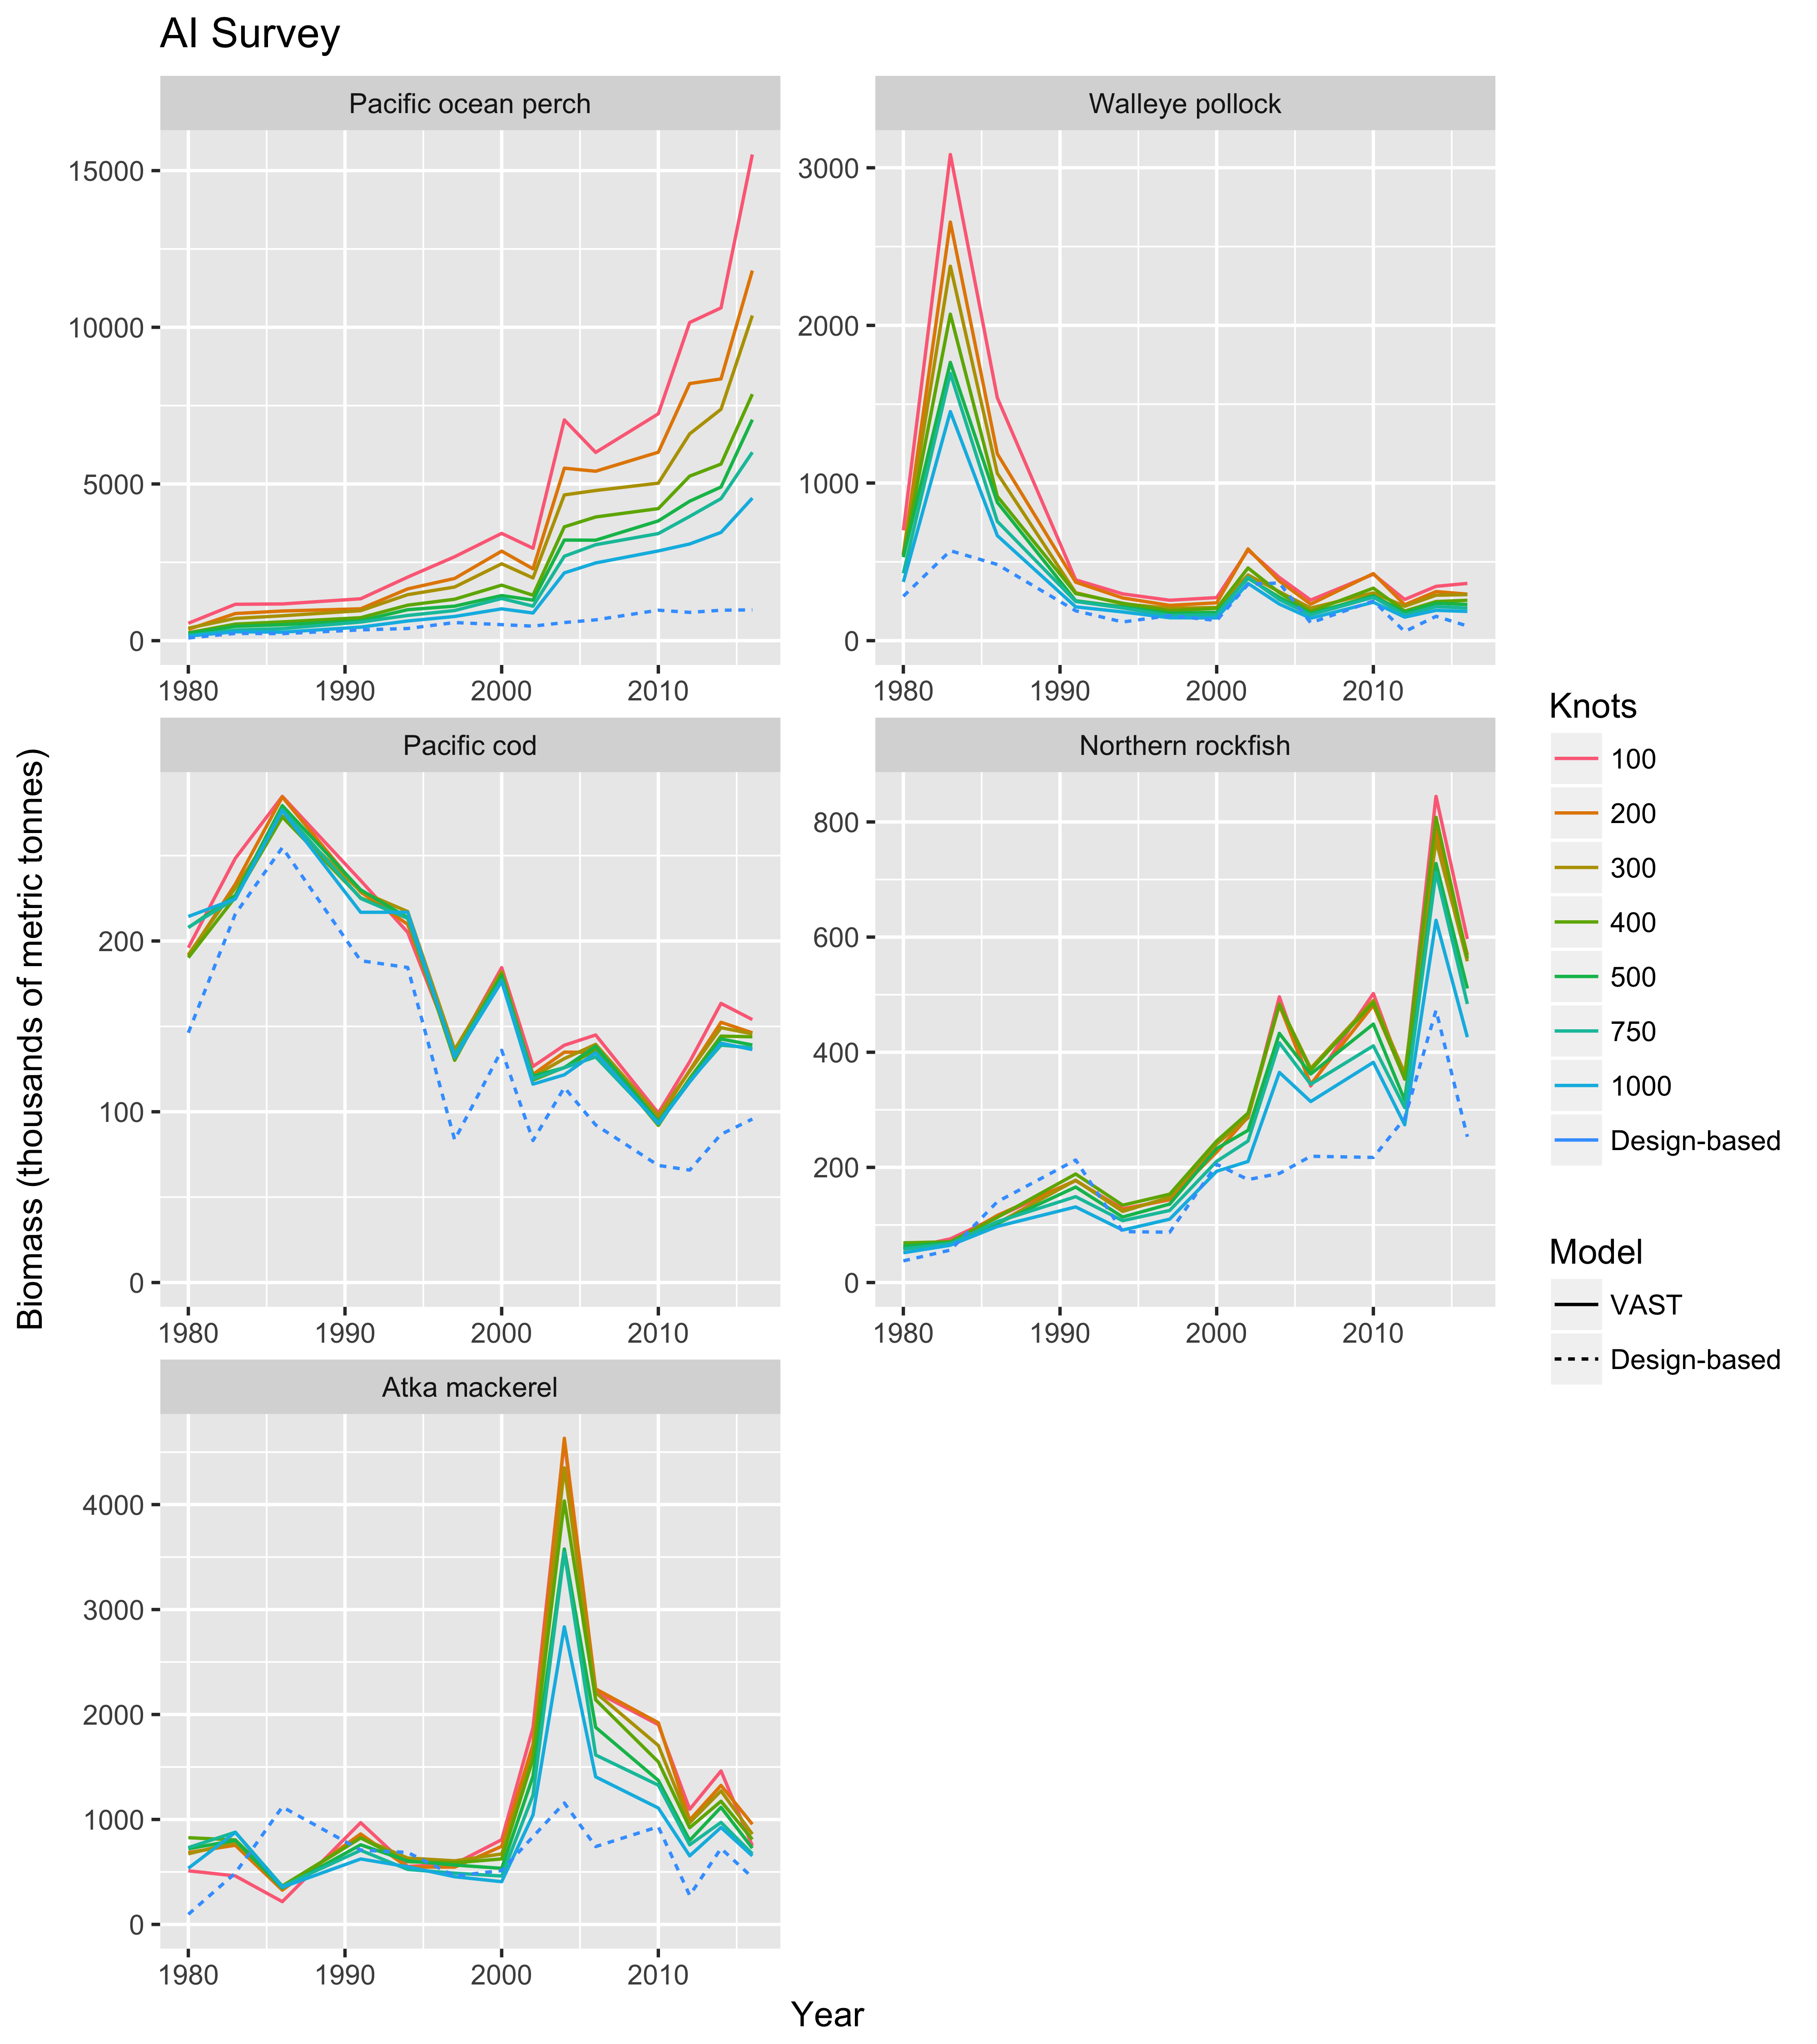 AI Survey
Pacific ocean perch
Walleye pollock
15000
10000
5000
0
3000
2000
1000
0
1980 1990 2000 2010
1980 1990 2000 2010
Pacific cod
Northern rockfish
200
100
0
800
600
400
200
0
1980 1990 2000 2010
1980 1990 2000 2010
Atka mackerel
4000
3000
2000
1000
0
1980 1990 2000 2010
Year
Biomass (thousands of metric tonnes)
Knots
100
200
300
400
500
750
1000
Design-based
Model
VAST
Design-based